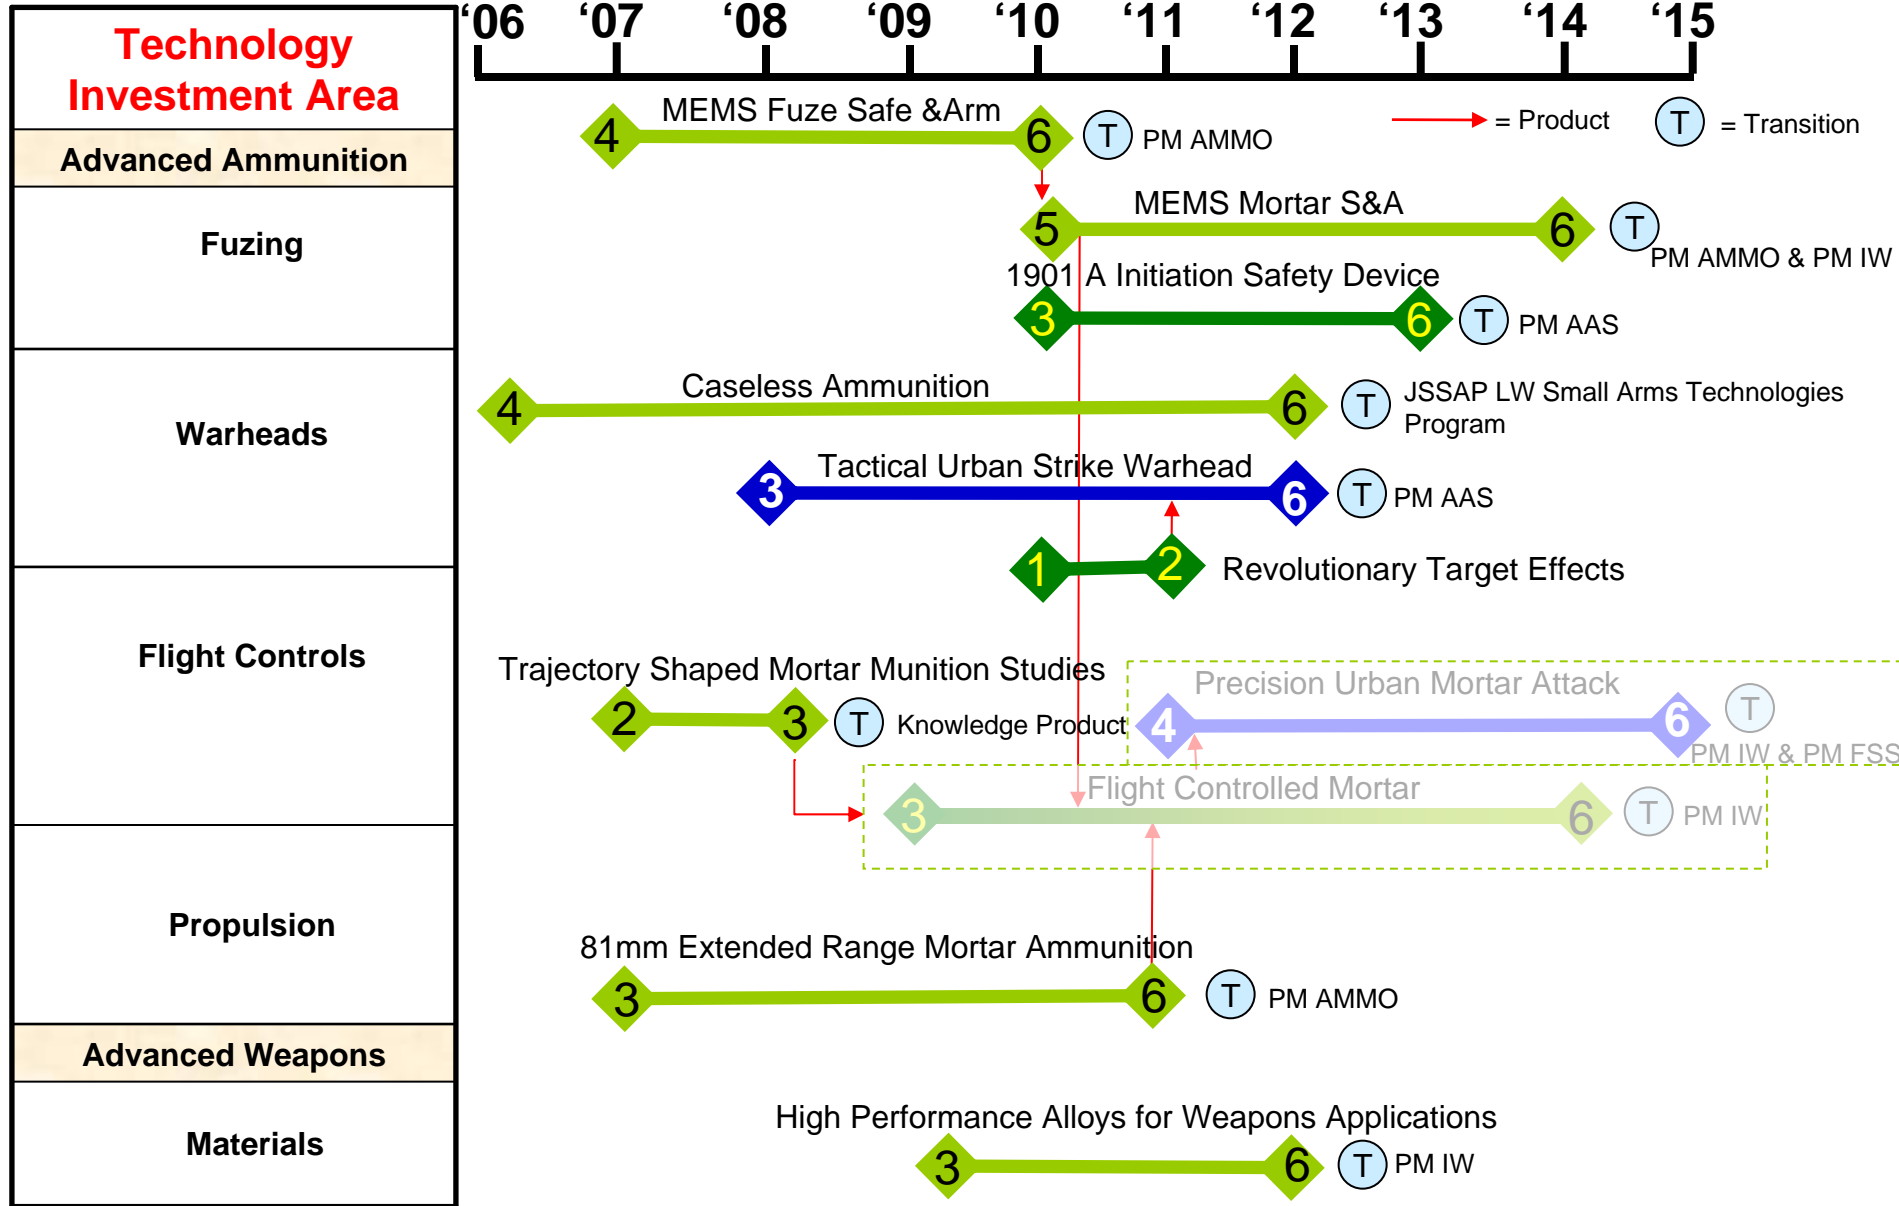 Technology
Investment Area
‘06 ‘07 ‘08 ‘09 ‘10 ‘11 ‘12 ‘13 ‘14 ‘15
= Product T = Transition
Advanced Ammunition
4 MEMS Fuze Safe &Arm 6 T PM AMMO
Fuzing
MEMS Mortar S&A
5 6 T
PM AMMO & PM IW
1901 A Initiation Safety Device
3 6 T PM AAS
Warheads
Caseless Ammunition
4 6 T JSSAP LW Small Arms Technologies
Program
Tactical Urban Strike Warhead
3 6 T PM AAS
1 2 Revolutionary Target Effects
Flight Controls
Trajectory Shaped Mortar Munition Studies
2 3 T Knowledge Product
Precision Urban Mortar Attack
4 6 T
PM IW & PM FSS
Flight Controlled Mortar
3 6 T PM IW
Propulsion
81mm Extended Range Mortar Ammunition
3 6 T PM AMMO
Advanced Weapons
Materials
High Performance Alloys for Weapons Applications
3 6 T PM IW